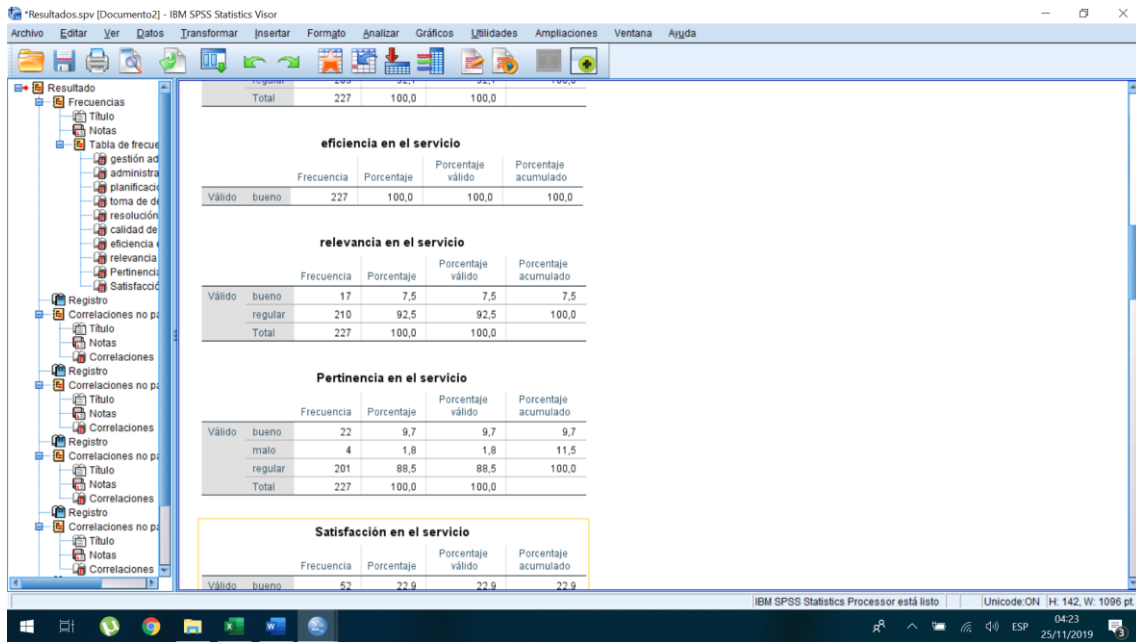 *Resultados.spv [Documento2] - IBM SPSS Statistics Visor
Archivo Editar Ver Datos Transformar Insertar Formato Analizar Gráficos Utilidades Ampliaciones Ventana Ayuda
Resultado
Frecuencias
Título
Notas
Tabla de frecue
gestión ad
administra
planificació
toma de de
resolución
calidad de
eficiencia e
relevancia
Pertinencia
Satisfacció
Registro
Correlaciones no pa
Título
Notas
Correlaciones
Registro
Correlaciones no pa
Título
Notas
Correlaciones
Registro
Correlaciones no pa
Título
Notas
Correlaciones
Registro
Correlaciones no pa
Título
Notas
Correlaciones
Total 227 100,0 100,0
eficiencia en el servicio
Frecuencia Porcentaje Porcentaje válido Porcentaje acumulado
Válido bueno 227 100,0 100,0 100,0
relevancia en el servicio
Frecuencia Porcentaje Porcentaje válido Porcentaje acumulado
Válido bueno 17 7,5 7,5 7,5
regular 210 92,5 92,5 100,0
Total 227 100,0 100,0
Pertinencia en el servicio
Frecuencia Porcentaje Porcentaje válido Porcentaje acumulado
Válido bueno 22 9,7 9,7 9,7
malo 4 1,8 1,8 11,5
regular 201 88,5 88,5 100,0
Total 227 100,0 100,0
Satisfacción en el servicio
Frecuencia Porcentaje Porcentaje válido Porcentaje acumulado
Válido bueno 52 22,9 22,9 22,9
IBM SPSS Statistics Processor está listo Unicode:ON H: 142, W: 1096 pt.
ESP 04:23
25/11/2019 3